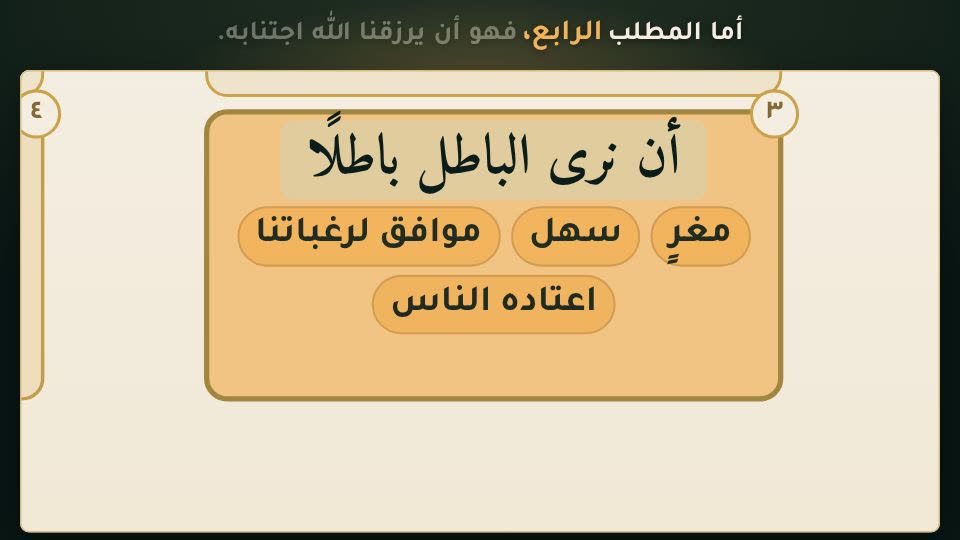 أما المطلب الرابع، فهو أن يرزقنا الله اجتنابه.
٣
٤
أن نرى الباطل باطلًا
مغرٍ سهل موافق لرغباتنا
اعتاده الناس